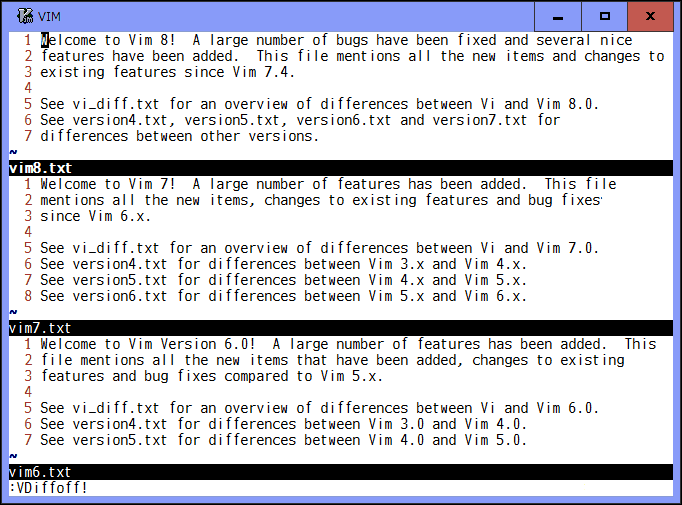 VIM
1 Welcome to Vim 8!  A large number of bugs have been fixed and several nice
2 features have been added.  This file mentions all the new items and changes to
3 existing features since Vim 7.4.
4
5 See vi_diff.txt for an overview of differences between Vi and Vim 8.0.
6 See version4.txt, version5.txt, version6.txt and version7.txt for
7 differences between other versions.
~
vim8.txt
1 Welcome to Vim 7!  A large number of features has been added.  This file
2 mentions all the new items, changes to existing features and bug fixes
3 since Vim 6.x.
4
5 See vi_diff.txt for an overview of differences between Vi and Vim 7.0.
6 See version4.txt for differences between Vim 3.x and Vim 4.x.
7 See version5.txt for differences between Vim 4.x and Vim 5.x.
8 See version6.txt for differences between Vim 5.x and Vim 6.x.
~
vim7.txt
1 Welcome to Vim Version 6.0!  A large number of features has been added.  This
2 file mentions all the new items that have been added, changes to existing
3 features and bug fixes compared to Vim 5.x.
4
5 See vi_diff.txt for an overview of differences between Vi and Vim 6.0.
6 See version4.txt for differences between Vim 3.0 and Vim 4.0.
7 See version5.txt for differences between Vim 4.0 and Vim 5.0.
~
vim6.txt
:VDiffoff!